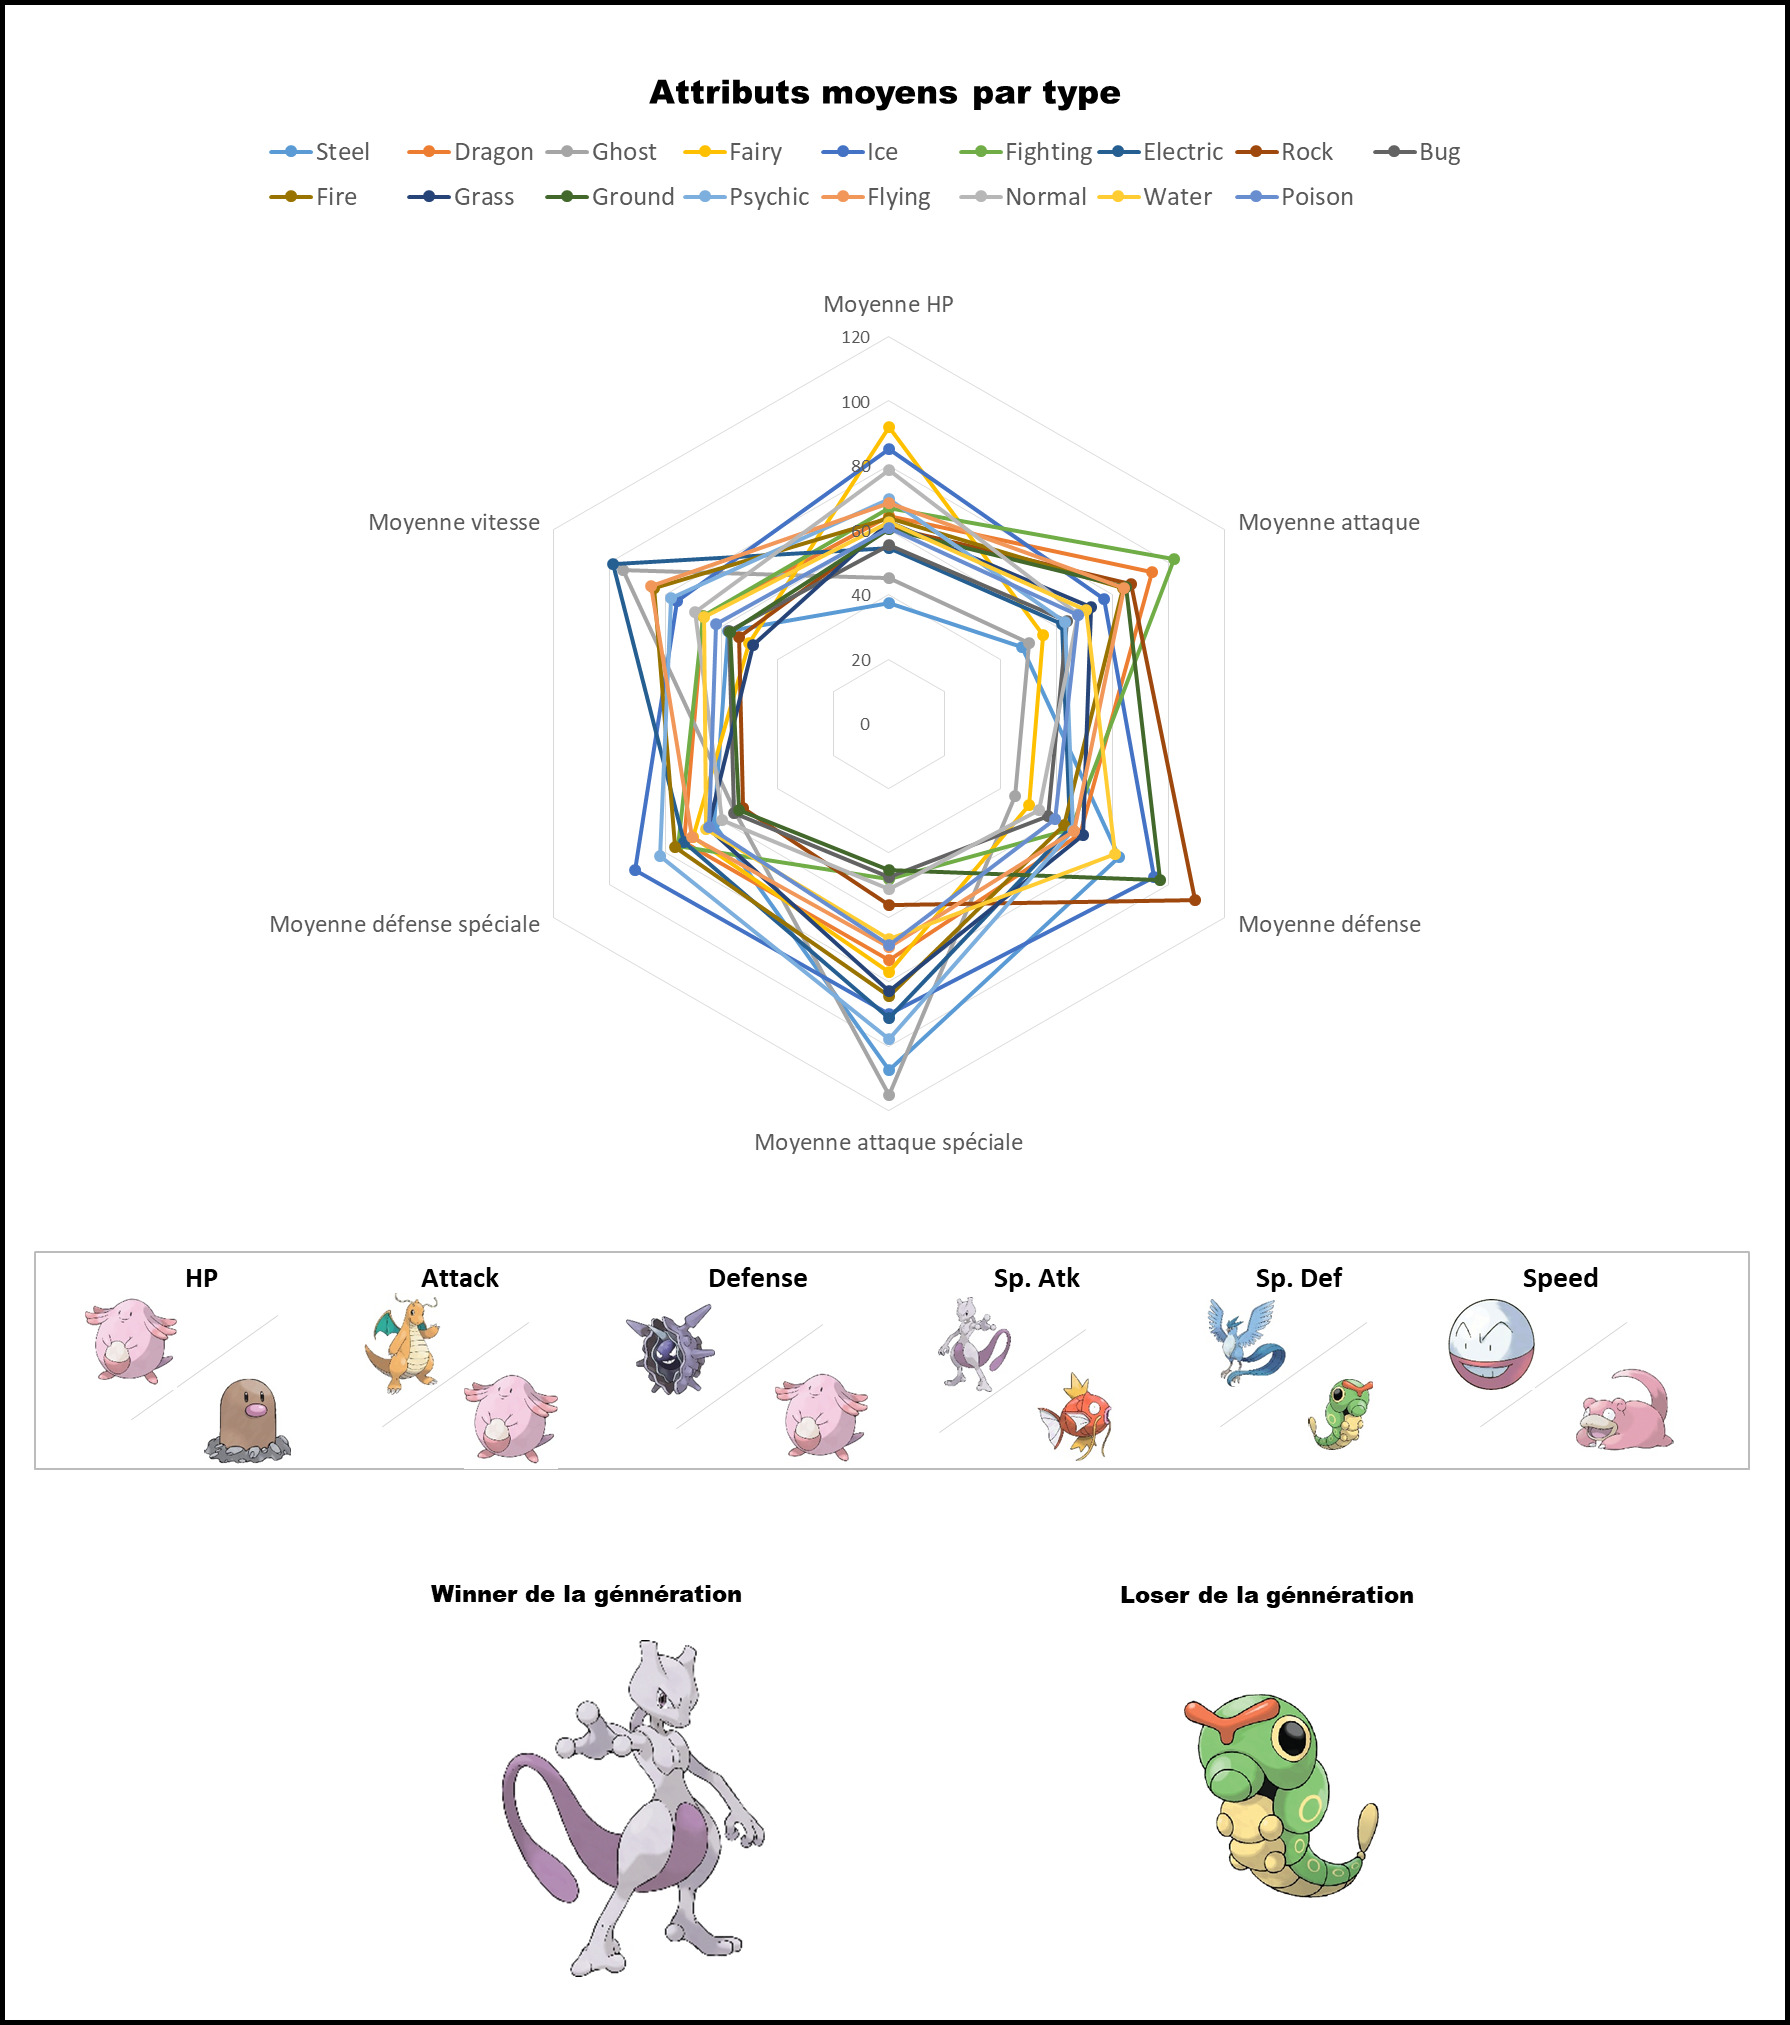 Attributs moyens par type
Steel Dragon Ghost Fairy Ice Fighting Electric Rock Bug
Fire Grass Ground Psychic Flying Normal Water Poison
Moyenne HP
120
100
80
60
40
20
0
Moyenne vitesse
Moyenne attaque
Moyenne défense spéciale
Moyenne défense
Moyenne attaque spéciale
HP Attack Defense Sp. Atk Sp. Def Speed
Winner de la génnération
Loser de la génnération